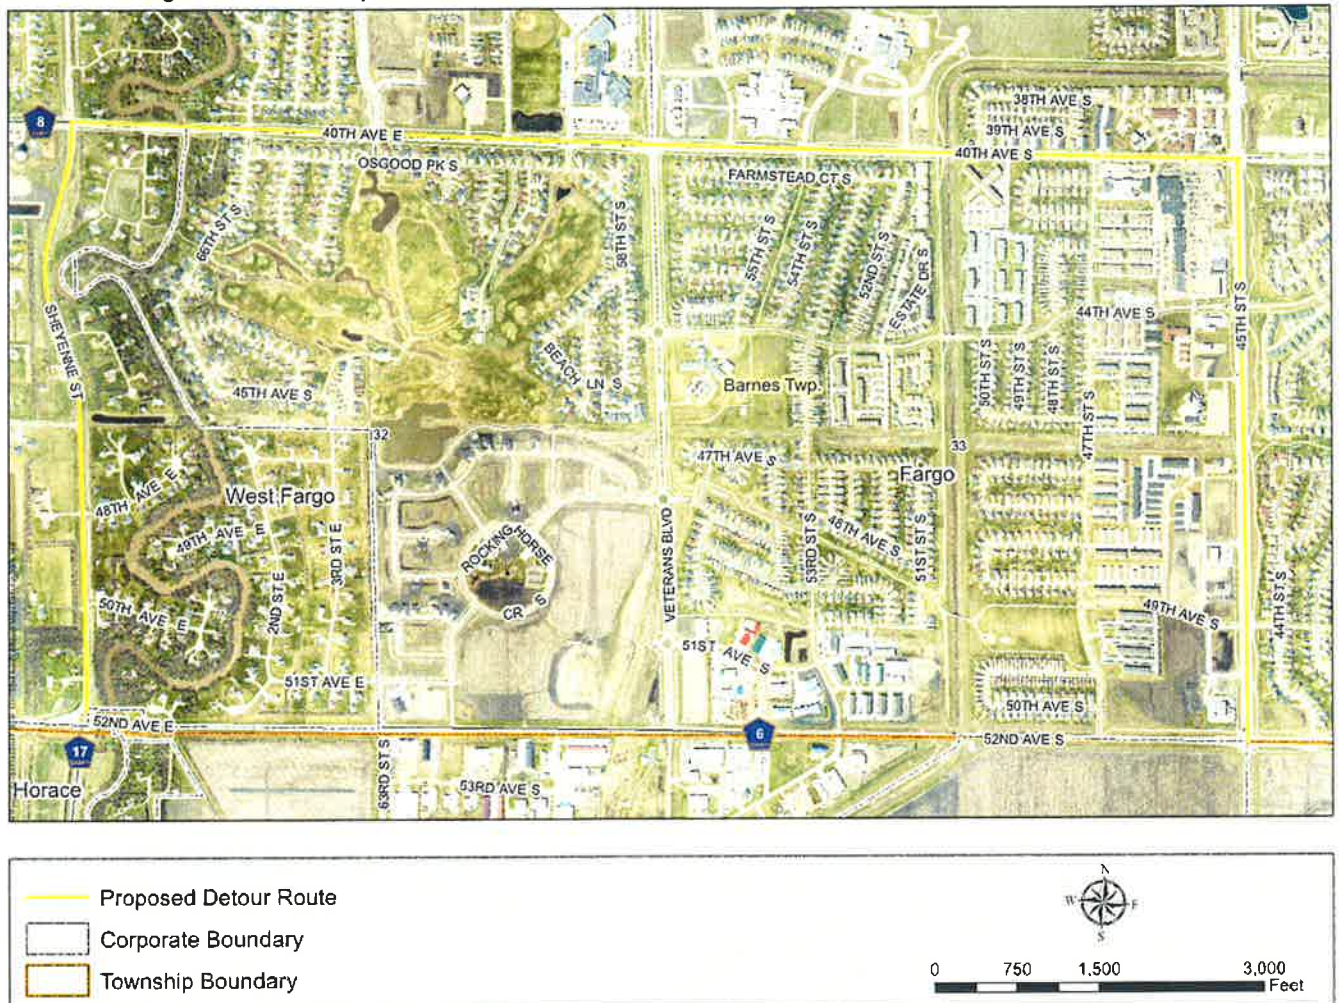 8
40TH AVE E
OSGOOD PK S
38TH AVE S
39TH AVE S
40TH AVE S
FARMSTEAD CT S
66TH ST S
58TH ST S
55TH ST S
54TH ST S
52ND ST S
ESTATE DR S
SHEYENNE ST
44TH AVE S
45TH ST S
BEACH LN S
Barnes Twp.
50TH ST S
49TH ST S
48TH ST S
47TH ST S
45TH AVE S
32
33
47TH AVE S
Fargo
48TH AVE E
West Fargo
49TH AVE E
3RD ST E
2ND ST E
ROCKING HORSE
CR S
VETERANS BLVD
53RD ST S
48TH AVE S
51ST ST S
50TH AVE E
49TH AVE S
44TH ST S
51ST AVE E
51ST AVE S
50TH AVE S
52ND AVE E
6
52ND AVE S
17
Horace
63RD ST S
53RD AVE S
Proposed Detour Route
Corporate Boundary
Township Boundary
N
W
E
S
0 750 1,500 3,000
Feet